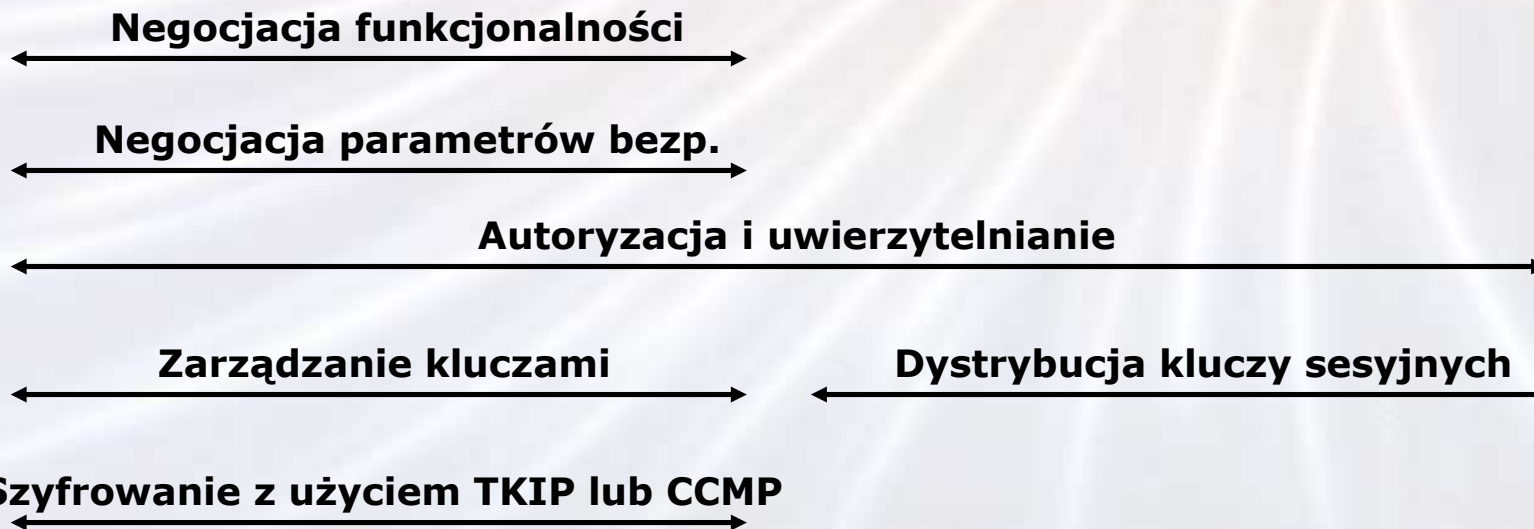 Negocjacja funkcjonalności
Negocjacja parametrów bezp.
Autoryzacja i uwierzytelnianie
Zarządzanie kluczami
Dystrybucja kluczy sesyjnych
Szyfrowanie z użyciem TKIP lub CCMP